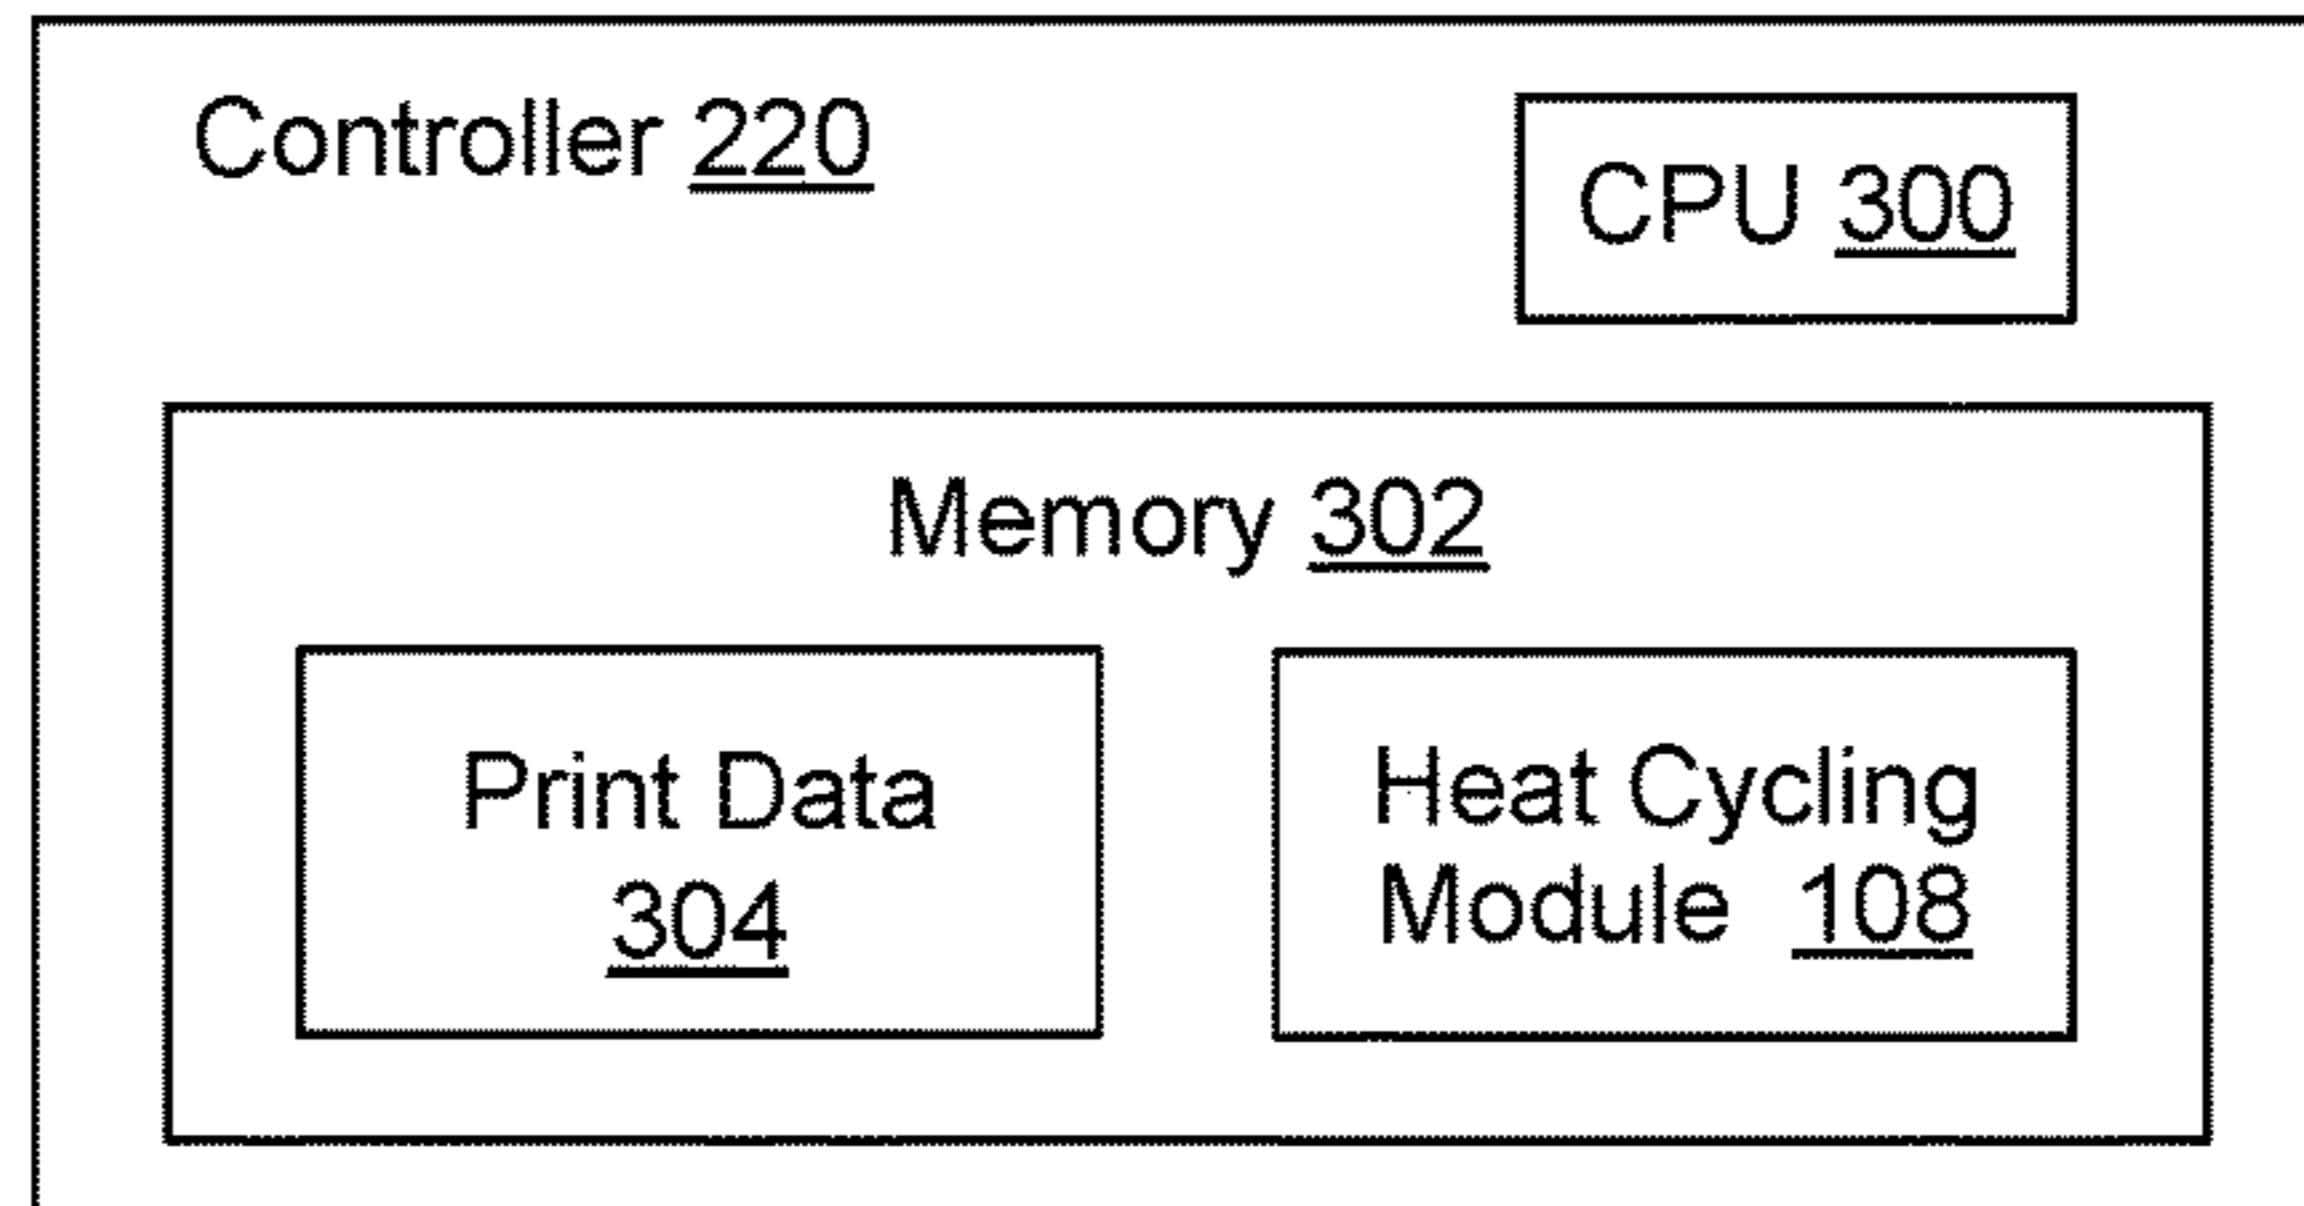 Controller 220
CPU 300
Memory 302
Print Data
304
Heat Cycling
Module 108